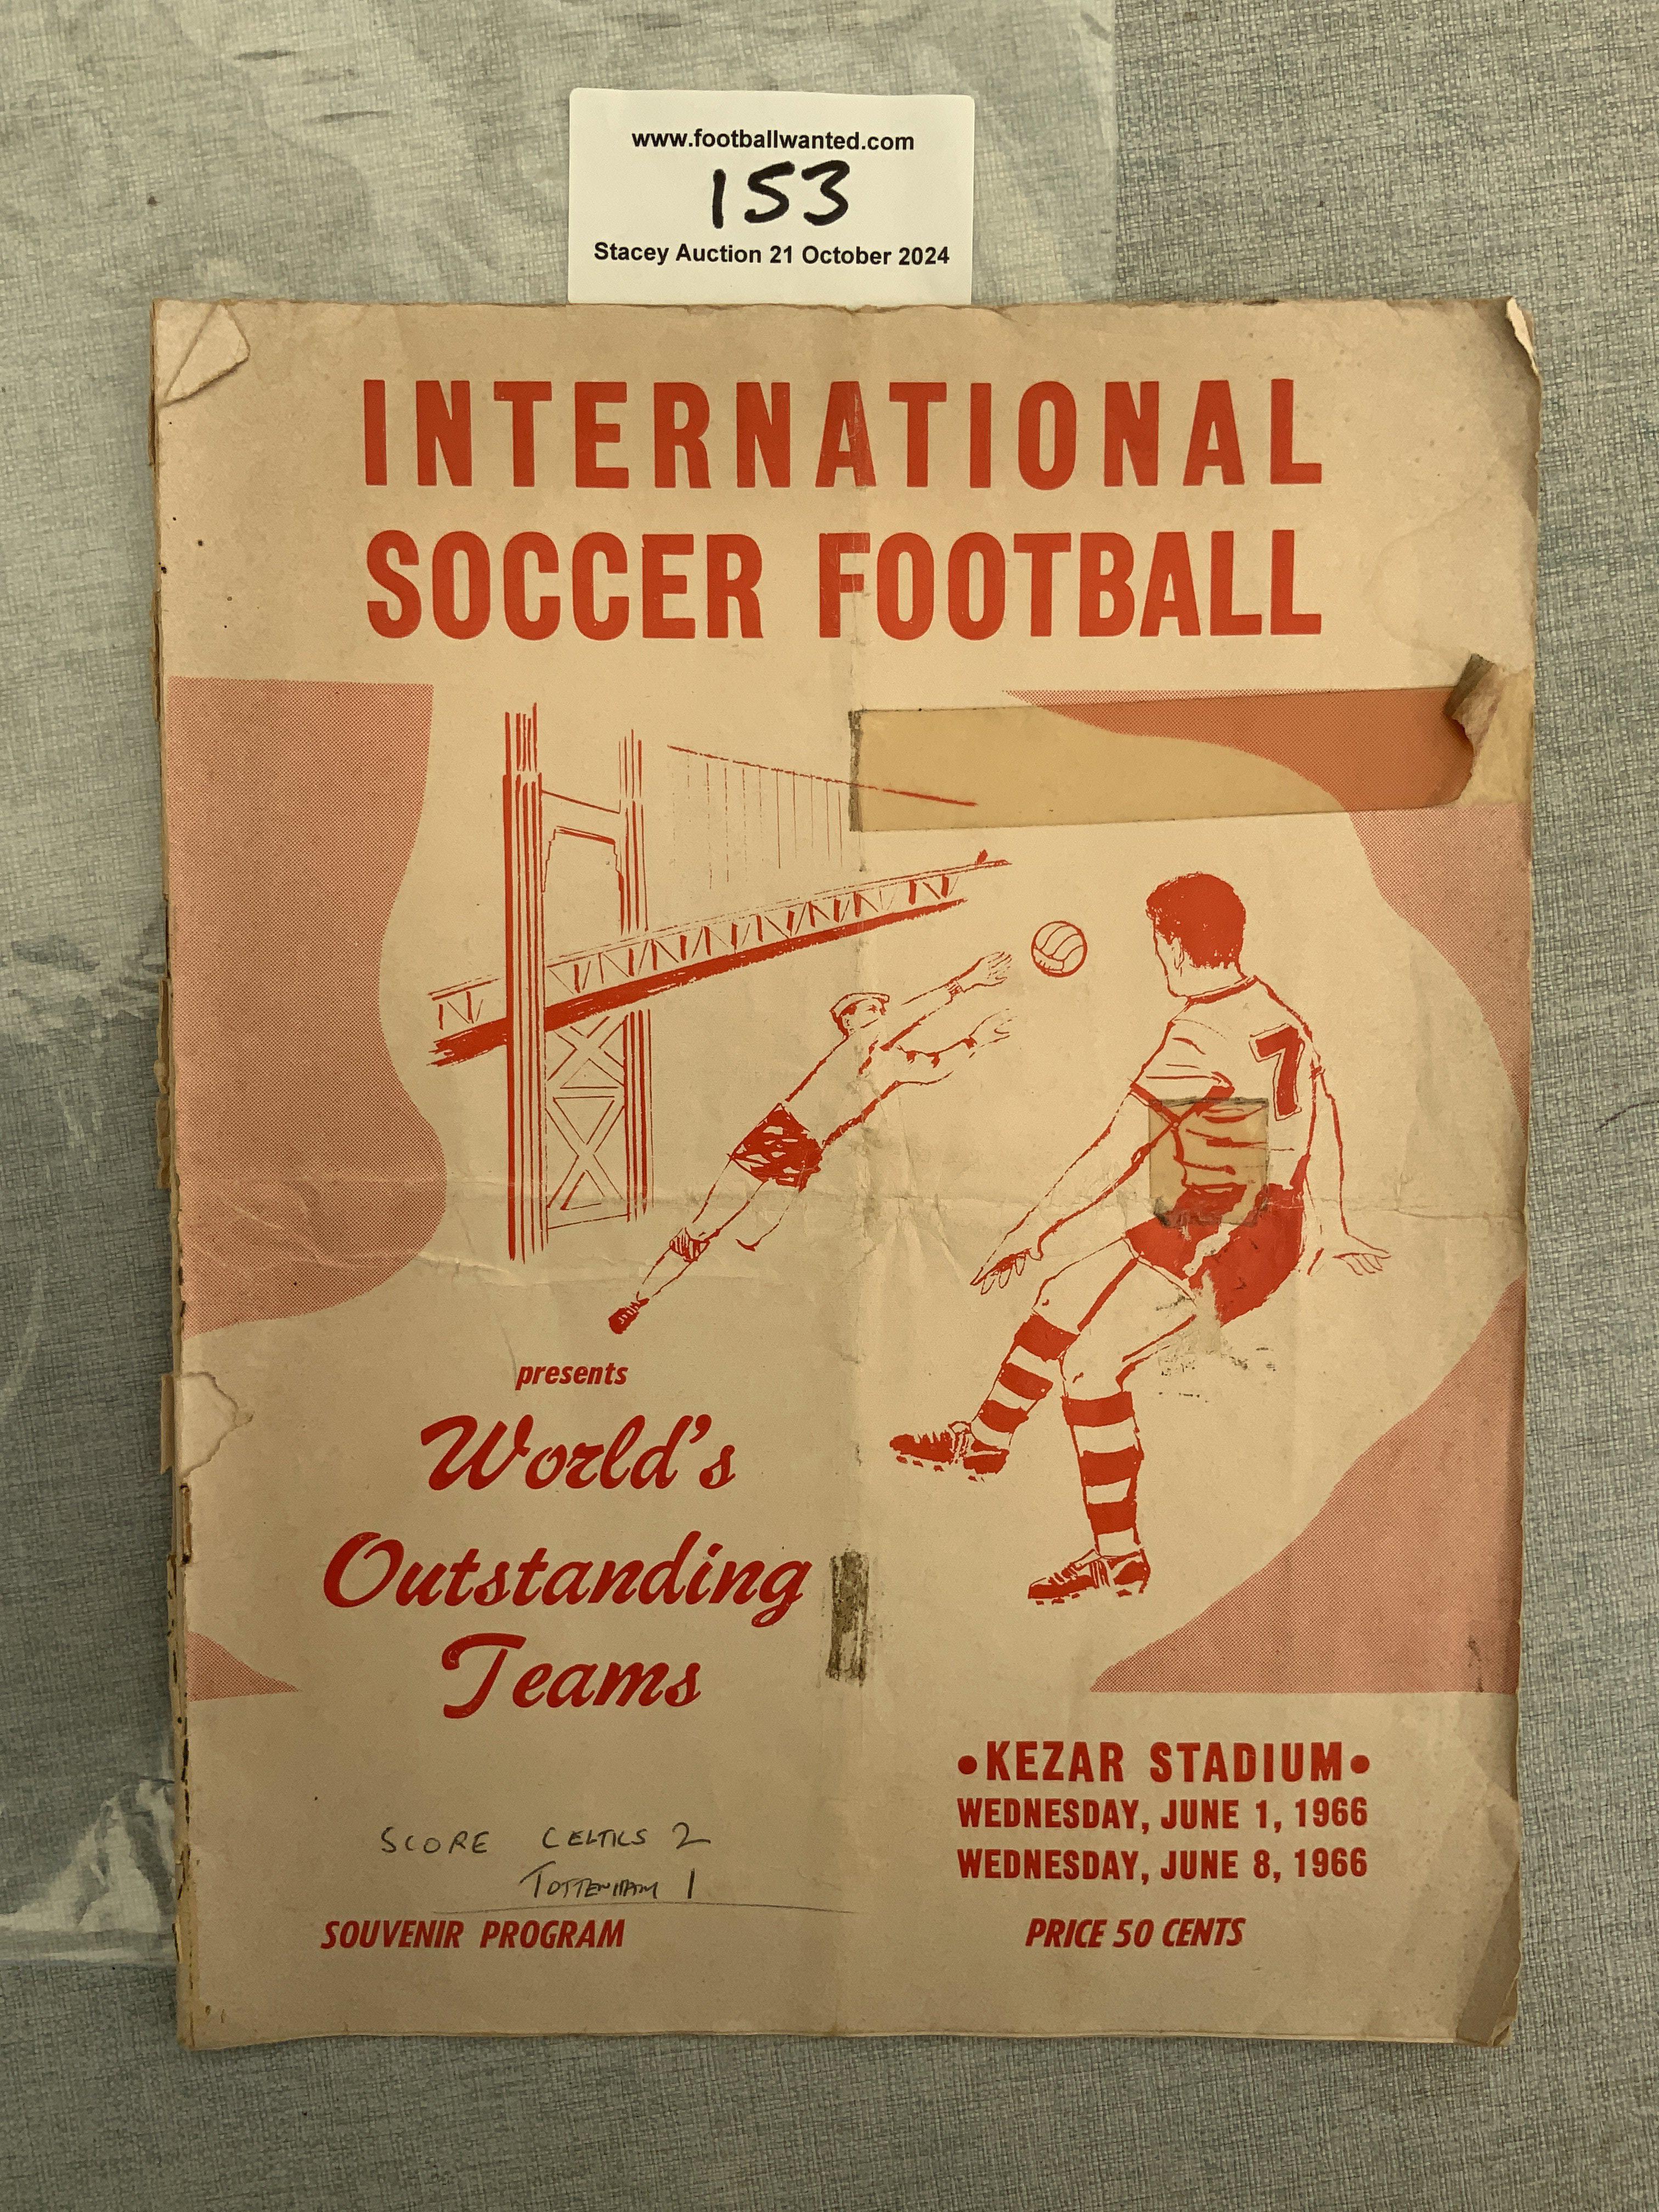 www.footballwanted.com
153
Stacey Auction 21 October 2024
INTERNATIONAL
SOCCER FOOTBALL
7
presents
World's
Outstanding
Teams
•KEZAR STADIUM•
WEDNESDAY, JUNE 1, 1966
WEDNESDAY, JUNE 8, 1966
SCORE CELTICS 2
TOTTENHAM 1
SOUVENIR PROGRAM
PRICE 50 CENTS